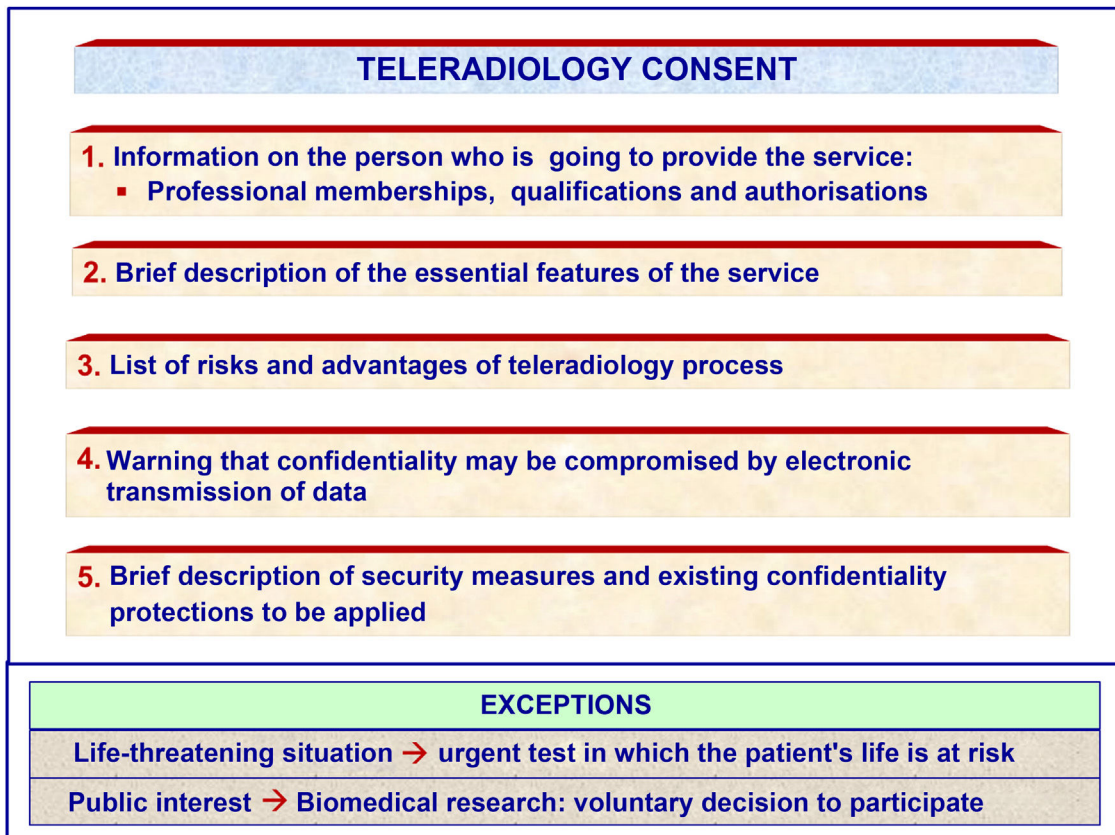 TELERADIOLOGY CONSENT
1. Information on the person who is going to provide the service:
▪ Professional memberships, qualifications and authorisations
2. Brief description of the essential features of the service
3. List of risks and advantages of teleradiology process
4. Warning that confidentiality may be compromised by electronic
transmission of data
5. Brief description of security measures and existing confidentiality
protections to be applied
EXCEPTIONS
Life-threatening situation → urgent test in which the patient's life is at risk
Public interest → Biomedical research: voluntary decision to participate